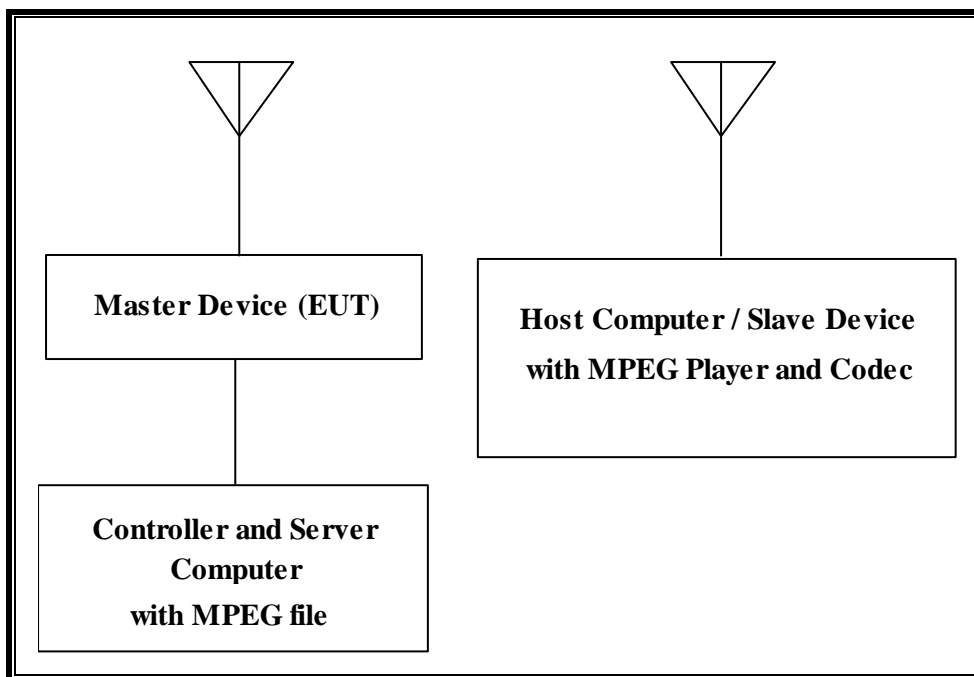 Master Device (EUT)
Host Computer / Slave Device
with MPEG Player and Codec
Controller and Server
Computer
with MPEG file